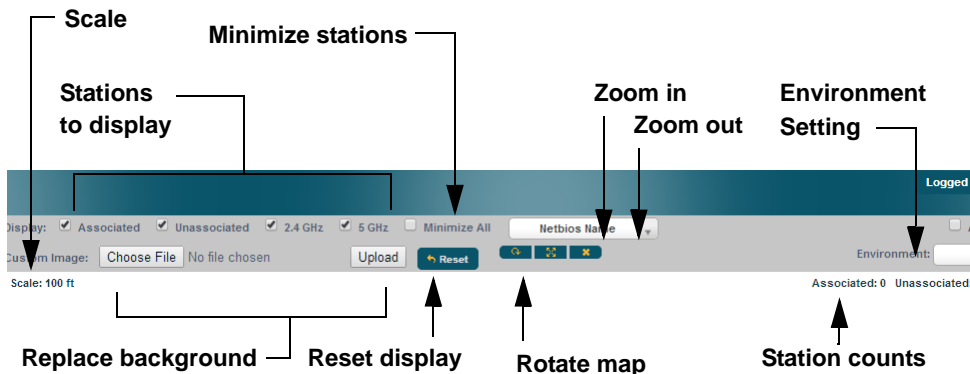 Scale
Minimize stations
Stations
to display
Zoom in
Zoom out
Environment
Setting
Logged
Display: Associated Unassociated 2.4 GHz 5 GHz Minimize All Netbios Name
Custom Image: Choose File No file chosen Upload Reset Environment:
Scale: 100 ft Associated: 0 Unassociated:
Replace background
Reset display
Rotate map
Station counts